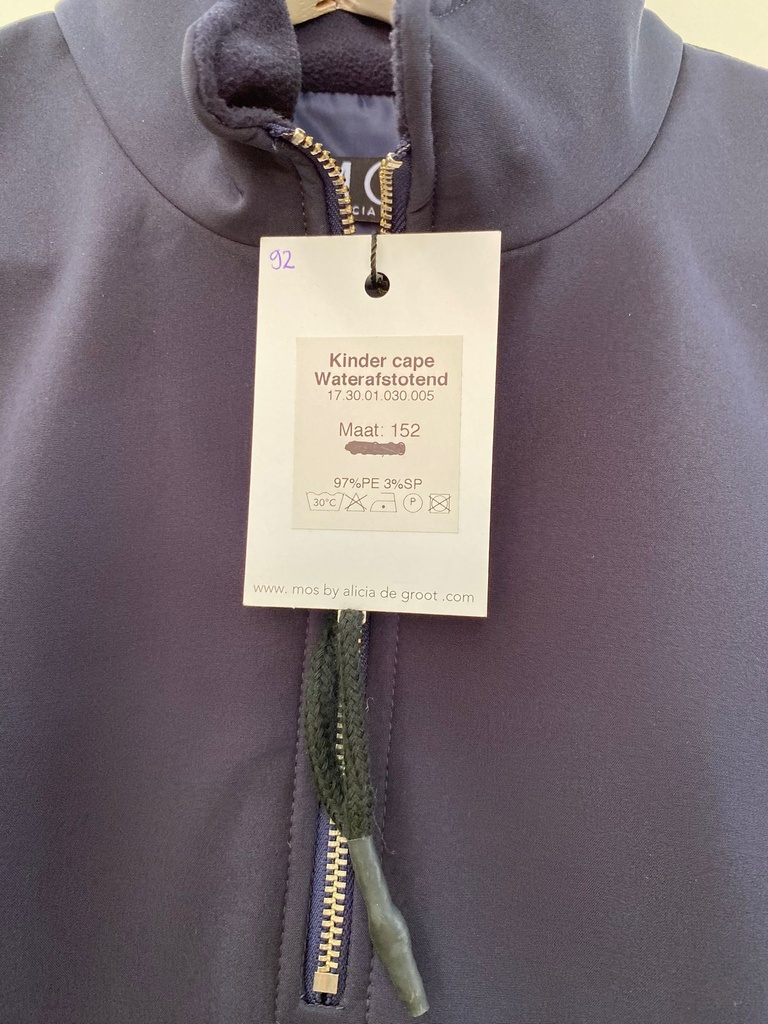 92
Kinder cape
Waterafstotend
17.30.01.030.005
Maat: 152
97%PE 3%SP
30°C
P
www. mos by alicia de groot .com